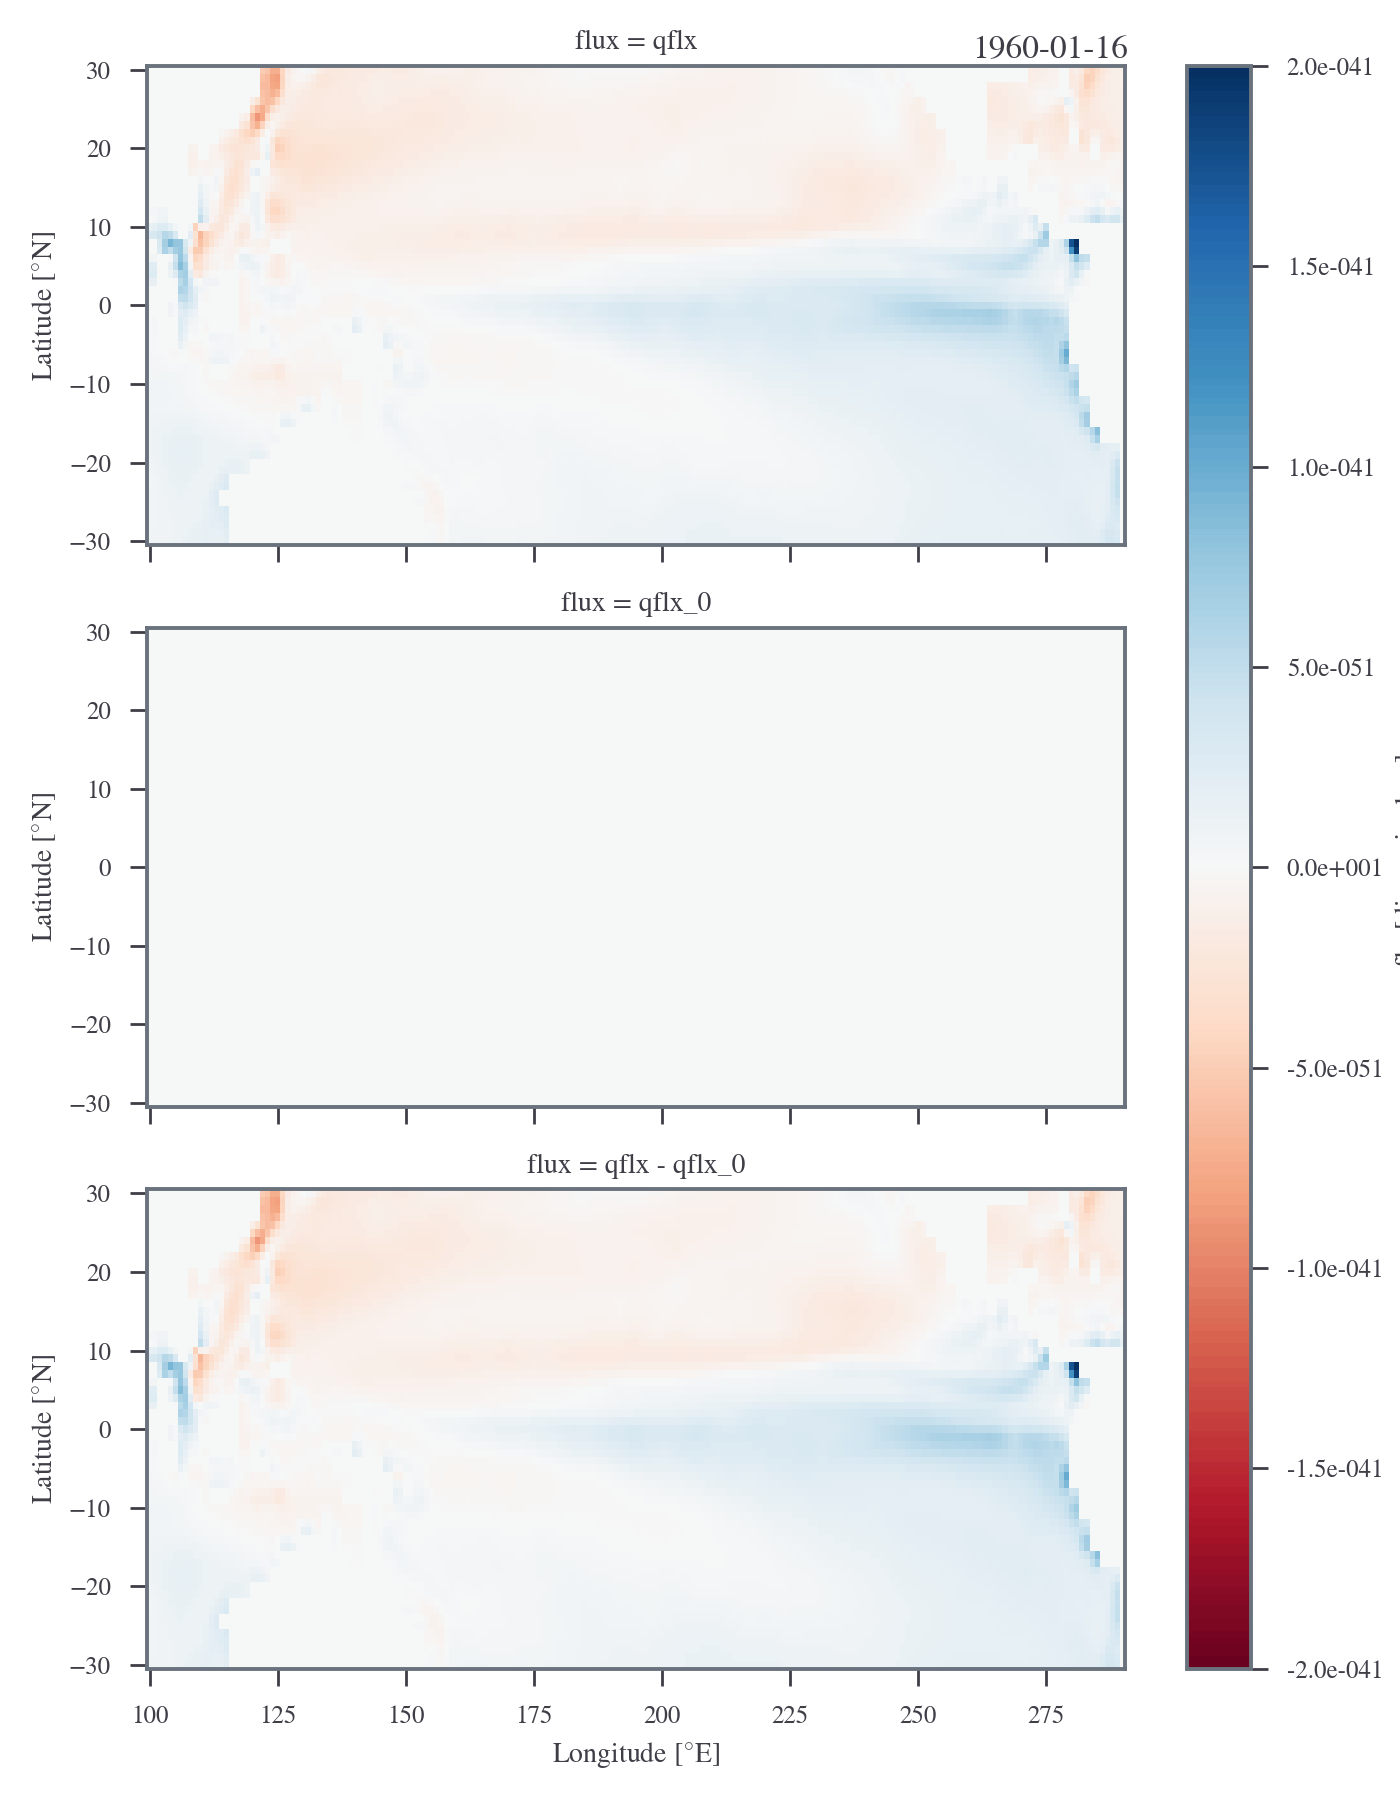 flux = qflx
1960-01-16
30
20
10
0
−10
−20
−30
Latitude [°N]
flux = qflx_0
30
20
10
0
−10
−20
−30
Latitude [°N]
flux = qflx - qflx_0
30
20
10
0
−10
−20
−30
Latitude [°N]
100 125 150 175 200 225 250 275
Longitude [°E]
2.0e-041
1.5e-041
1.0e-041
5.0e-051
0.0e+001
-5.0e-051
-1.0e-041
-1.5e-041
-2.0e-041